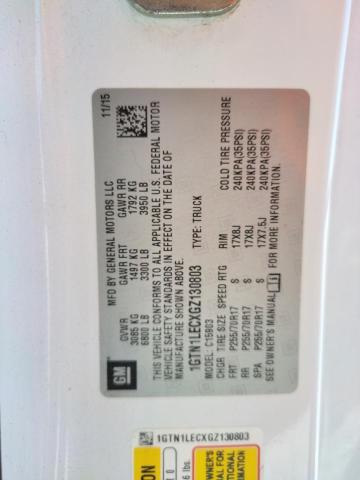 11/15
MFD BY GENERAL MOTORS LLC
GVWR GAWR FRT GAWR RR
3085 KG 1497 KG 1792 KG
6800 LB 3300 LB 3950 LB
THIS VEHICLE CONFORMS TO ALL APPLICABLE U.S. FEDERAL MOTOR
VEHICLE SAFETY STANDARDS IN EFFECT ON THE DATE OF
MANUFACTURE SHOWN ABOVE.
1GTN1LECXGZ130803 TYPE: TRUCK
MODEL: C15903
CHGR TIRE SIZE SPEED RTG RIM COLD TIRE PRESSURE
FRT P255/70R17 S 17X8J 240KPA(35PSI)
RR P255/70R17 S 17X8J 240KPA(35PSI)
SPA P255/70R17 S 17X7.5J 240KPA(35PSI)
SEE OWNER'S MANUAL FOR MORE INFORMATION.
GM
1GTN1LECXGZ130803